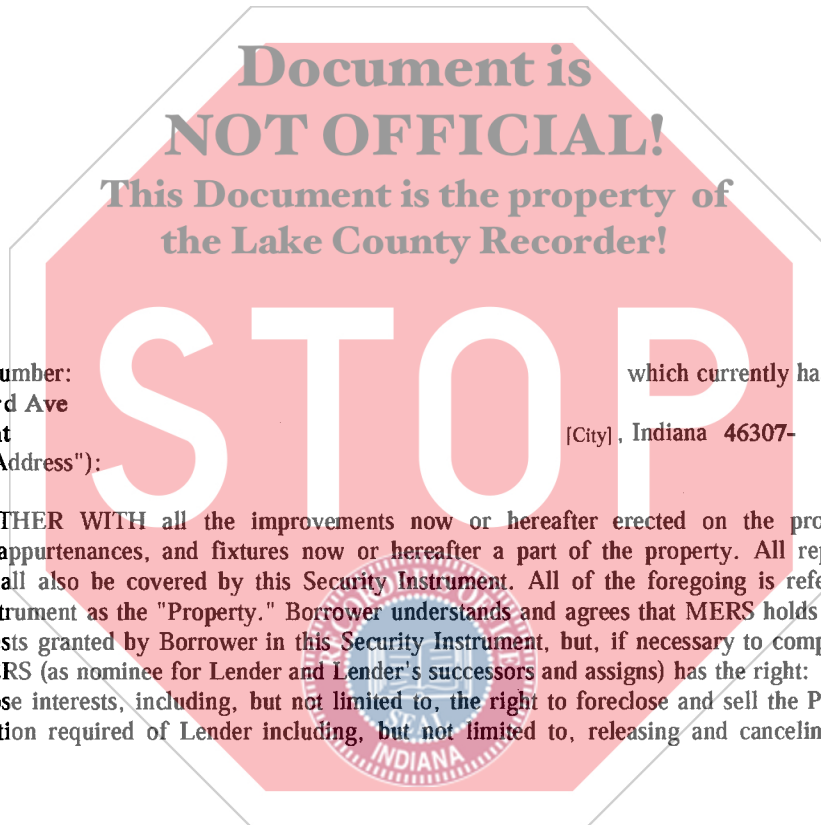 Document is
NOT OFFICIAL!
This Document is the property of
the Lake County Recorder!
STOP
umber: which currently ha
rd Ave
nt [City], Indiana 46307-
Address"):
THER WITH all the improvements now or hereafter erected on the pro
appurtenances, and fixtures now or hereafter a part of the property. All rep
all also be covered by this Security Instrument. All of the foregoing is refe
trument as the "Property." Borrower understands and agrees that MERS holds
sts granted by Borrower in this Security Instrument, but, if necessary to comp
RS (as nominee for Lender and Lender's successors and assigns) has the right:
se interests, including, but not limited to, the right to foreclose and sell the P
tion required of Lender including, but not limited to, releasing and cancelin
SEAL
INDIANA